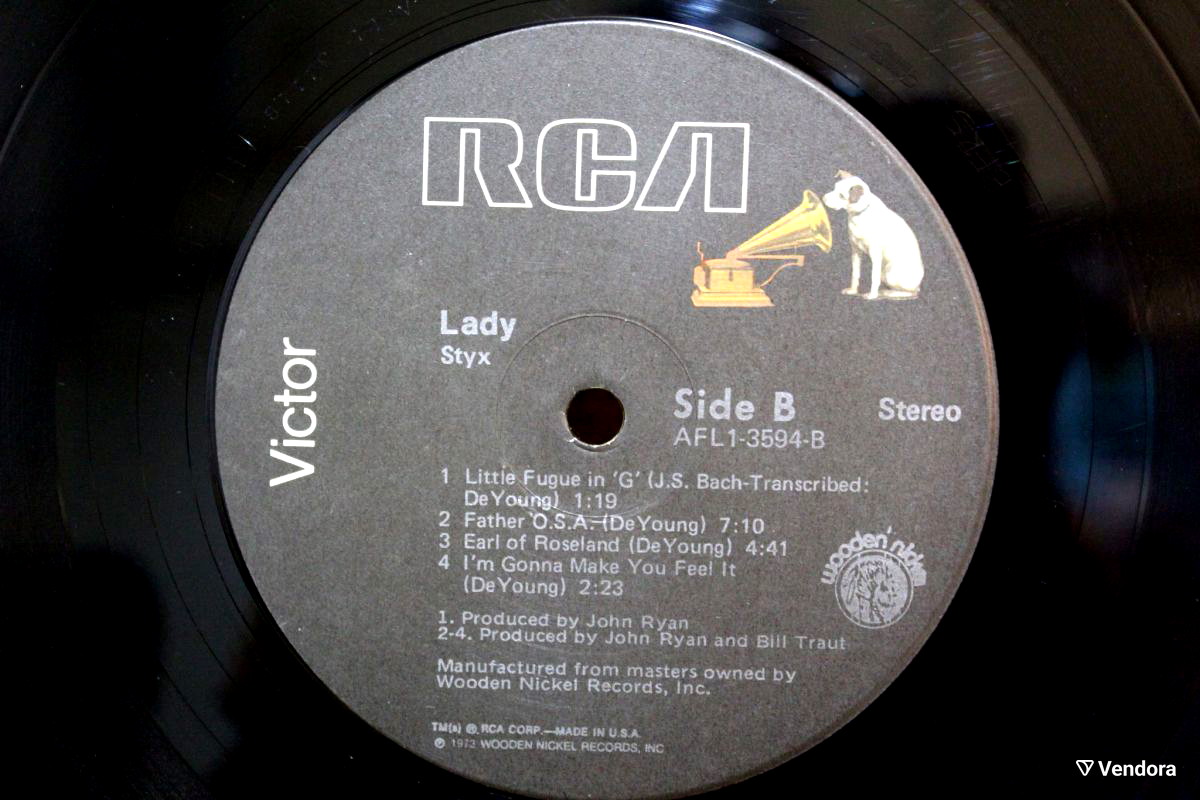 RCA
Victor
Lady
Styx
Side B
Stereo
AFL1-3594-B
1 Little Fugue in 'G' (J.S. Bach-Transcribed:
DeYoung) 1:19
2 Father O.S.A. (DeYoung) 7:10
3 Earl of Roseland (DeYoung) 4:41
4 I'm Gonna Make You Feel It
(DeYoung) 2:23
wooden nickel
1. Produced by John Ryan
2-4. Produced by John Ryan and Bill Traut
Manufactured from masters owned by
Wooden Nickel Records, Inc.
TM(s) ® RCA CORP.—MADE IN U.S.A.
℗ 1973 WOODEN NICKEL RECORDS, INC
Vendora